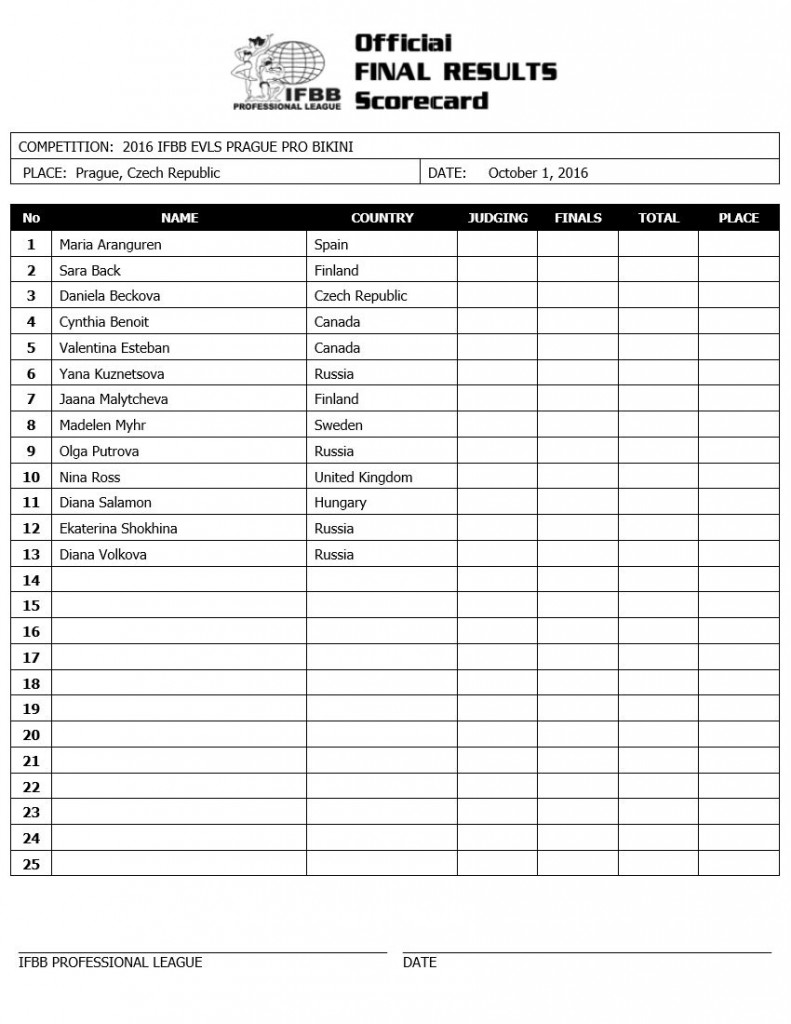 Official
FINAL RESULTS
Scorecard
IFBB
PROFESSIONAL LEAGUE
COMPETITION: 2016 IFBB EVLS PRAGUE PRO BIKINI
PLACE: Prague, Czech Republic DATE: October 1, 2016
No NAME COUNTRY JUDGING FINALS TOTAL PLACE
1 Maria Aranguren Spain
2 Sara Back Finland
3 Daniela Beckova Czech Republic
4 Cynthia Benoit Canada
5 Valentina Esteban Canada
6 Yana Kuznetsova Russia
7 Jaana Malytcheva Finland
8 Madelen Myhr Sweden
9 Olga Putrova Russia
10 Nina Ross United Kingdom
11 Diana Salamon Hungary
12 Ekaterina Shokhina Russia
13 Diana Volkova Russia
14
15
16
17
18
19
20
21
22
23
24
25
IFBB PROFESSIONAL LEAGUE DATE